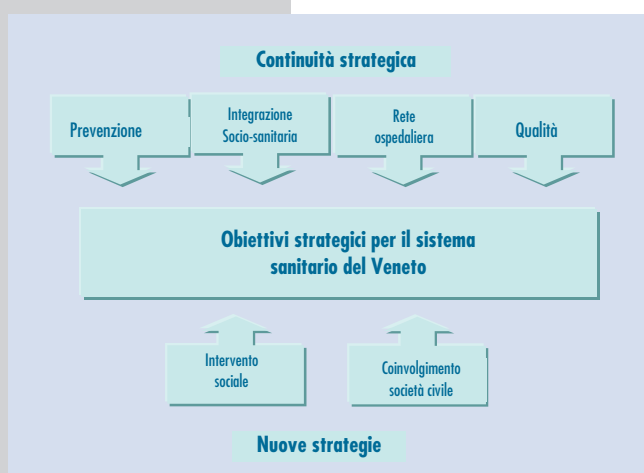 Continuità strategica
Prevenzione
Integrazione
Socio-sanitaria
Rete
ospedaliera
Qualità
Obiettivi strategici per il sistema
sanitario del Veneto
Intervento
sociale
Coinvolgimento
società civile
Nuove strategie